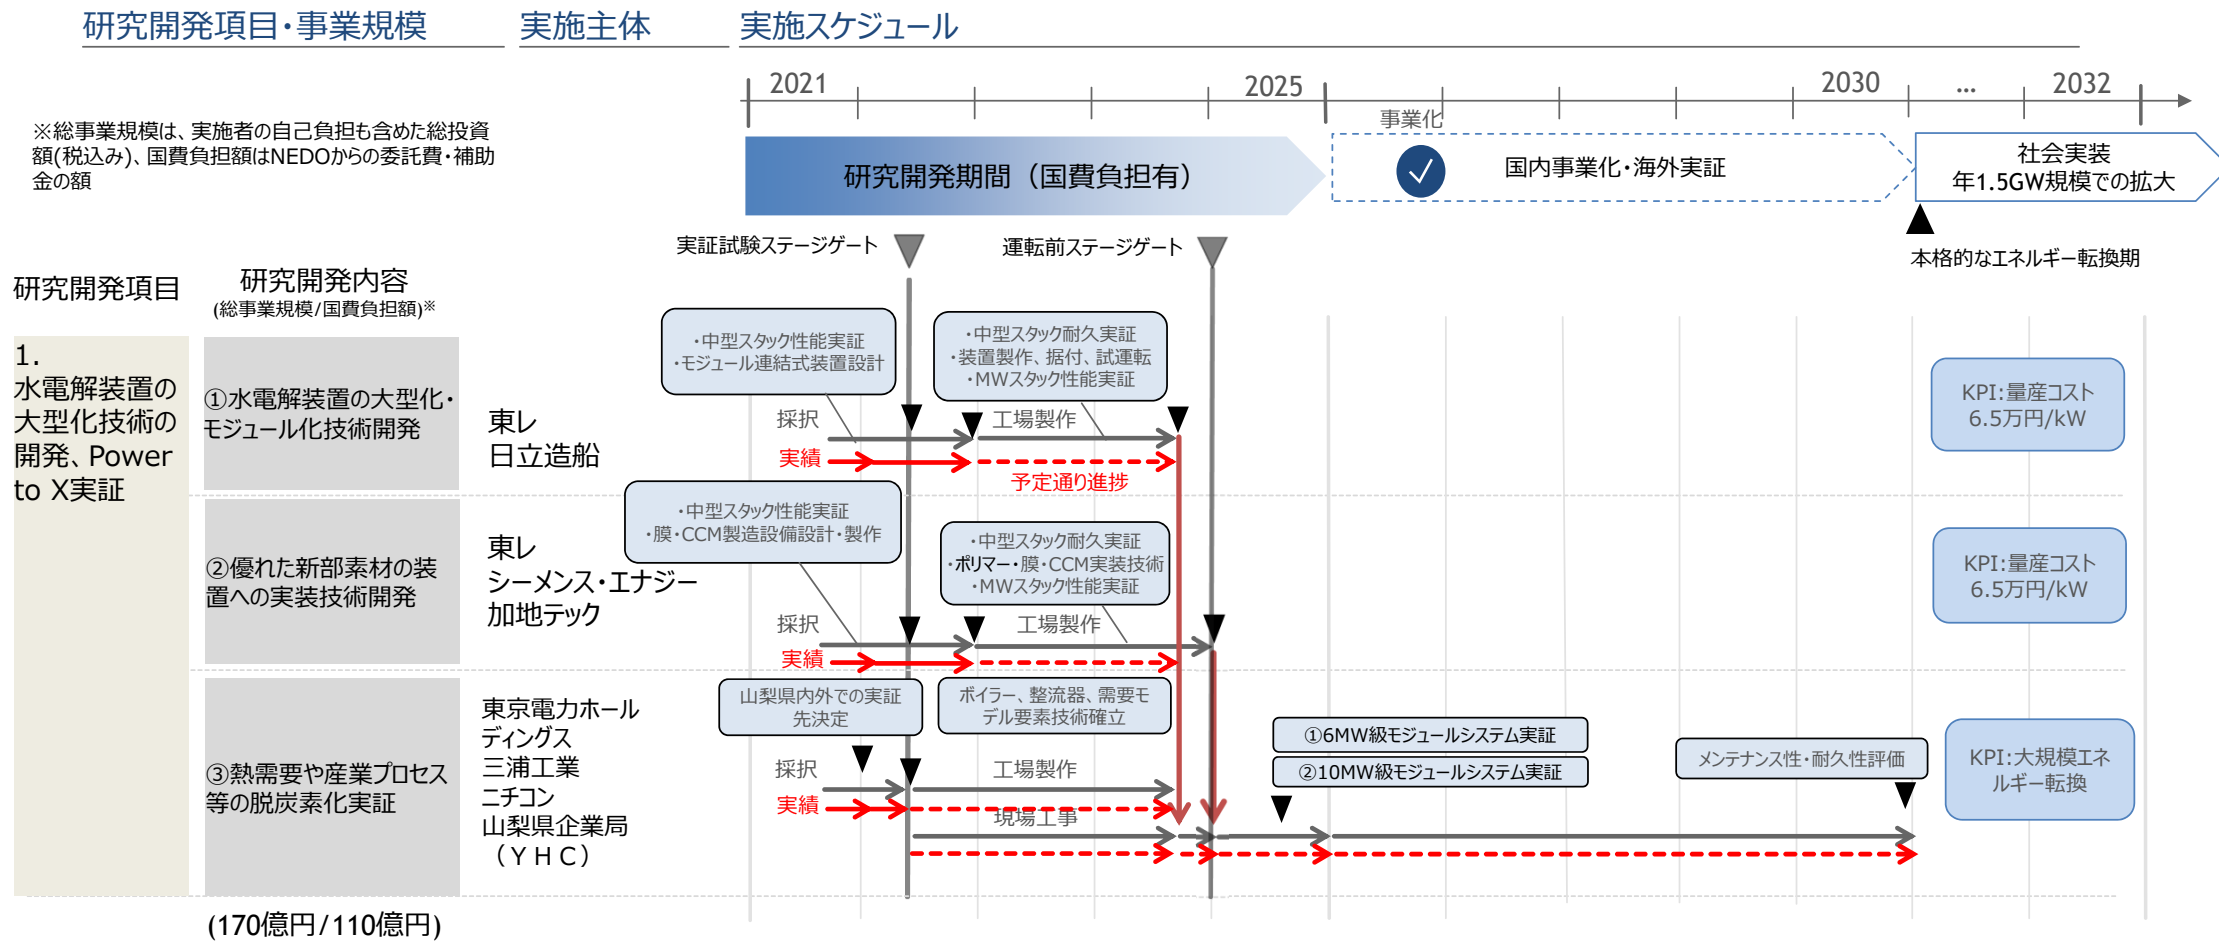 研究開発項目・事業規模
実施主体
実施スケジュール
2021
2025
2030
…
2032
※総事業規模は、実施者の自己負担も含めた総投資
額(税込み)、国費負担額はNEDOからの委託費・補助
金の額
研究開発期間（国費負担有）
事業化
国内事業化・海外実証
社会実装
年1.5GW規模での拡大
実証試験ステージゲート
運転前ステージゲート
本格的なエネルギー転換期
研究開発項目
研究開発内容
(総事業規模/国費負担額)※
1.
水電解装置の
大型化技術の
開発、Power
to X実証
①水電解装置の大型化・
モジュール化技術開発
東レ
日立造船
・中型スタック性能実証
・モジュール連結式装置設計
・中型スタック耐久実証
・装置製作、据付、試運転
・MWスタック性能実証
採択
工場製作
実績
予定通り進捗
KPI:量産コスト
6.5万円/kW
②優れた新部素材の装
置への実装技術開発
東レ
シーメンス・エナジー
加地テック
・中型スタック性能実証
・膜・CCM製造設備設計・製作
・中型スタック耐久実証
・ポリマー・膜・CCM実装技術
・MWスタック性能実証
採択
工場製作
実績
KPI:量産コスト
6.5万円/kW
③熱需要や産業プロセス
等の脱炭素化実証
東京電力ホール
ディングス
三浦工業
ニチコン
山梨県企業局
（ＹＨＣ）
山梨県内外での実証
先決定
ボイラー、整流器、需要モ
デル要素技術確立
採択
工場製作
実績
現場工事
①6MW級モジュールシステム実証
②10MW級モジュールシステム実証
メンテナンス性・耐久性評価
KPI:大規模エネ
ルギー転換
(170億円/110億円)